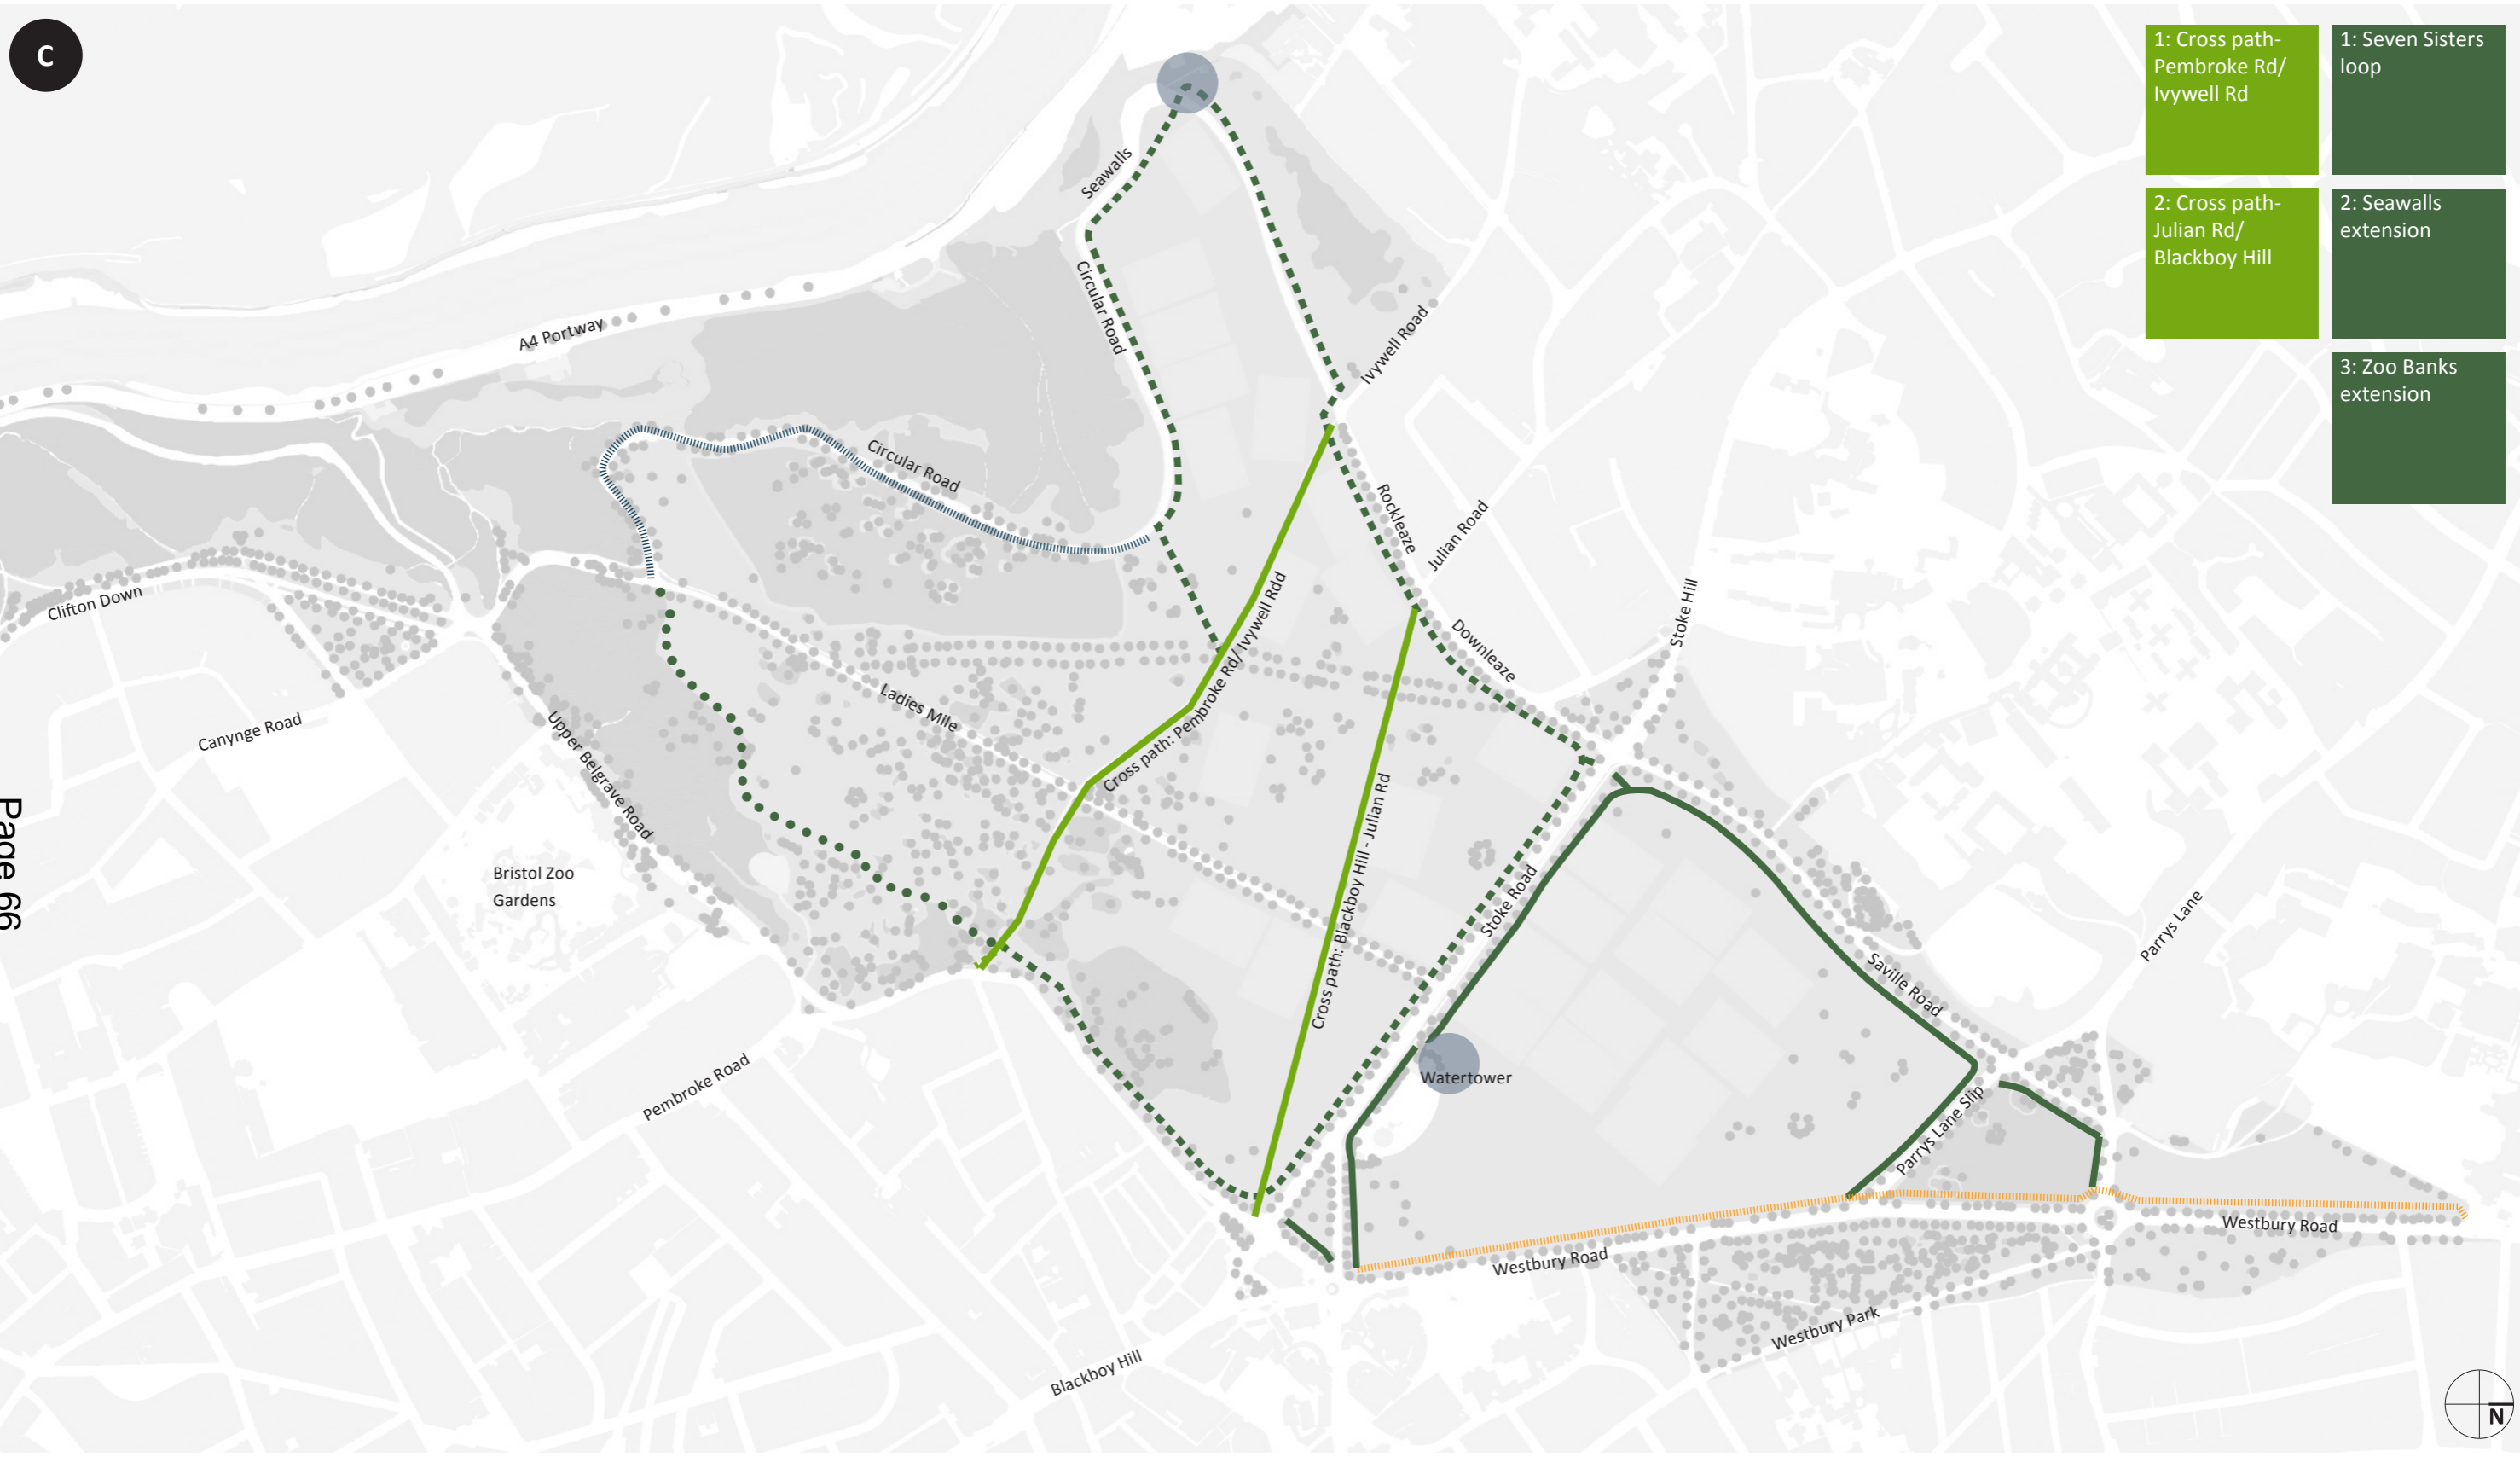 C
1: Cross path-
Pembroke Rd/
Ivywell Rd
1: Seven Sisters
loop
2: Cross path-
Julian Rd/
Blackboy Hill
2: Seawalls
extension
3: Zoo Banks
extension
Seawalls
Circular Road
Ivywell Road
A4 Portway
Circular Road
Rockleaze
Julian Road
Clifton Down
Stoke Hill
Downleaze
Cross path: Pembroke Rd/ Ivywell Rdd
Ladies Mile
Canynge Road
Upper Belgrave Road
Cross path: Blackboy Hill - Julian Rd
Bristol Zoo
Gardens
Stoke Road
Parrys Lane
Saville Road
Page 66
Watertower
Pembroke Road
Parrys Lane Slip
Westbury Road
Westbury Road
Westbury Park
Blackboy Hill
N